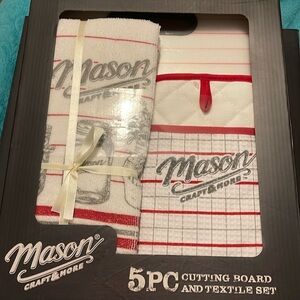 Mason
CRAFT & MORE
Mason
CRAFT & MORE
Mason®
CRAFT & MORE
5PC CUTTING BOARD
AND TEXTILE SET